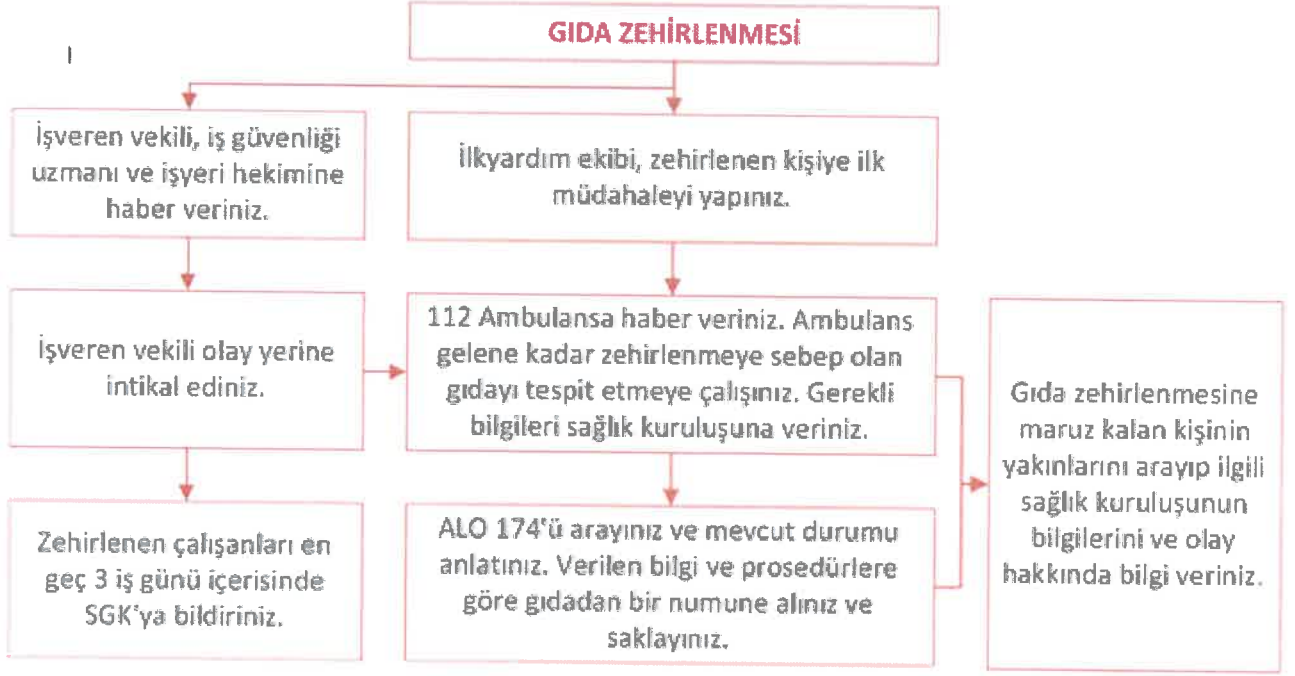 GIDA ZEHİRLENMESİ
İşveren vekili, iş güvenliği
uzmanı ve işyeri hekimine
haber veriniz.
İlkyardım ekibi, zehirlenen kişiye ilk
müdahaleyi yapınız.
İşveren vekili olay yerine
intikal ediniz.
112 Ambulansa haber veriniz. Ambulans
gelene kadar zehirlenmeye sebep olan
gıdayı tespit etmeye çalışınız. Gerekli
bilgileri sağlık kuruluşuna veriniz.
Gıda zehirlenmesine
maruz kalan kişinin
yakınlarını arayıp ilgili
sağlık kuruluşunun
bilgilerini ve olay
hakkında bilgi veriniz.
Zehirlenen çalışanları en
geç 3 iş günü içerisinde
SGK'ya bildiriniz.
ALO 174'ü arayınız ve mevcut durumu
anlatınız. Verilen bilgi ve prosedürlere
göre gıdadan bir numune alınız ve
saklayınız.